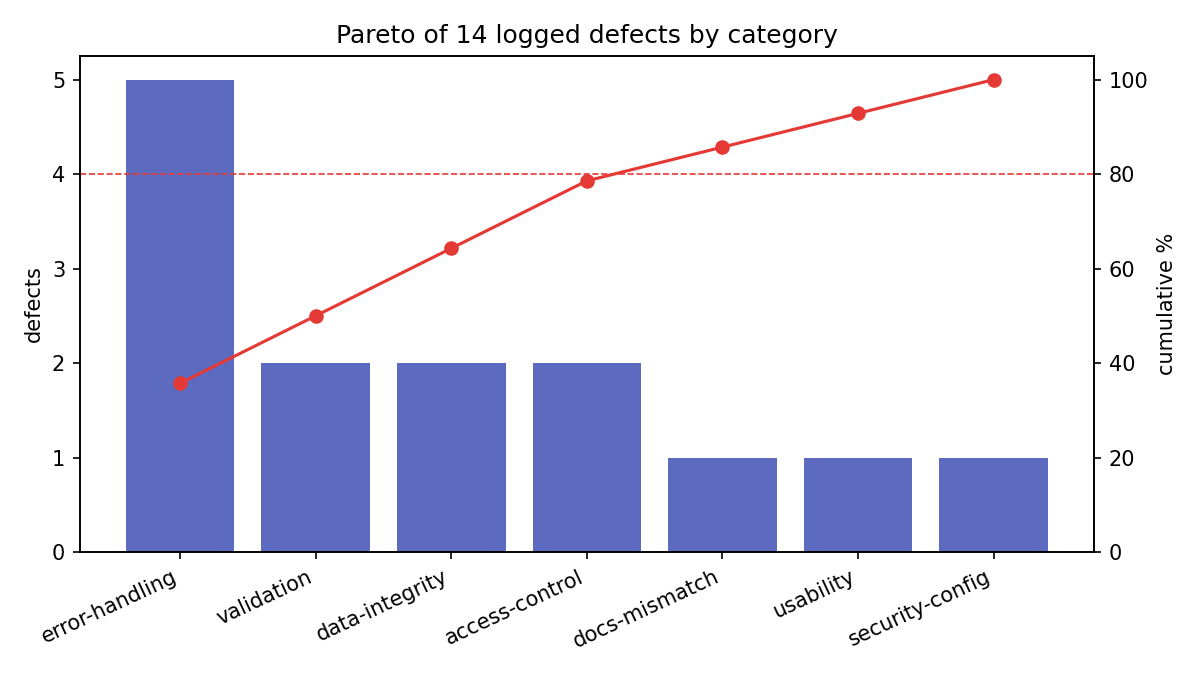 Pareto of 14 logged defects by category
defects
5
4
3
2
1
0
100
80
60
40
20
0
cumulative %
error-handling
validation
data-integrity
access-control
docs-mismatch
usability
security-config